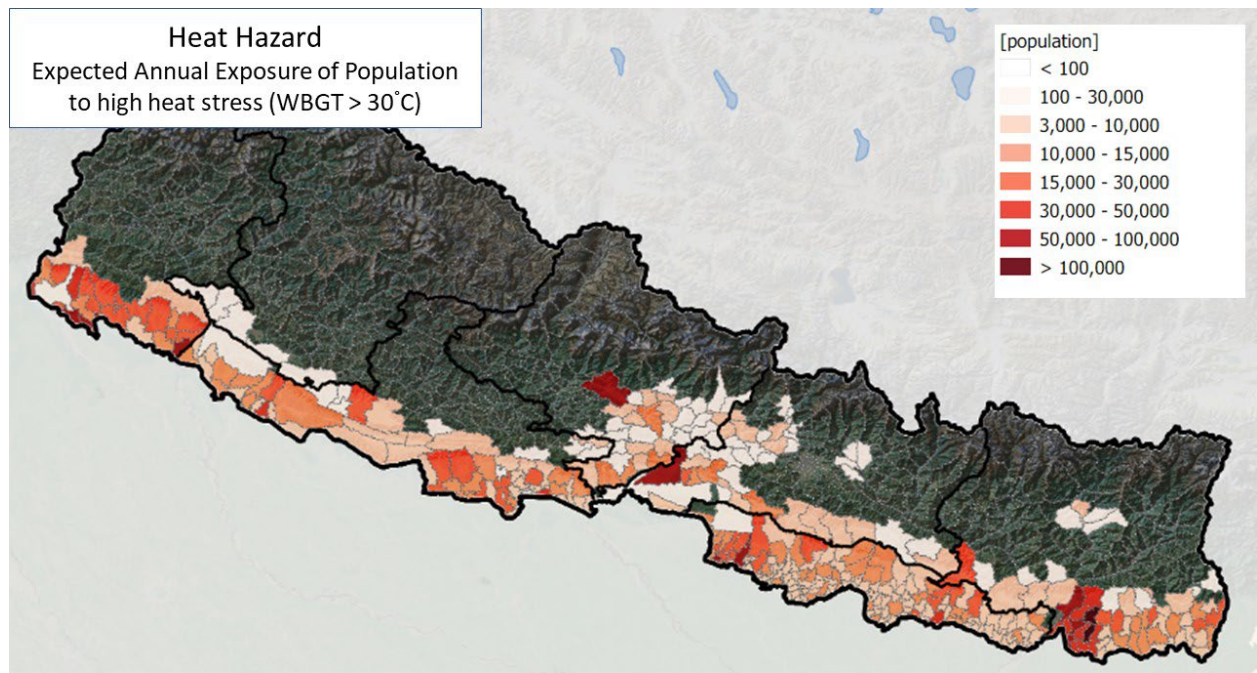 Heat Hazard
Expected Annual Exposure of Population
to high heat stress (WBGT > 30°C)
[population]
< 100
100 - 30,000
3,000 - 10,000
10,000 - 15,000
15,000 - 30,000
30,000 - 50,000
50,000 - 100,000
> 100,000